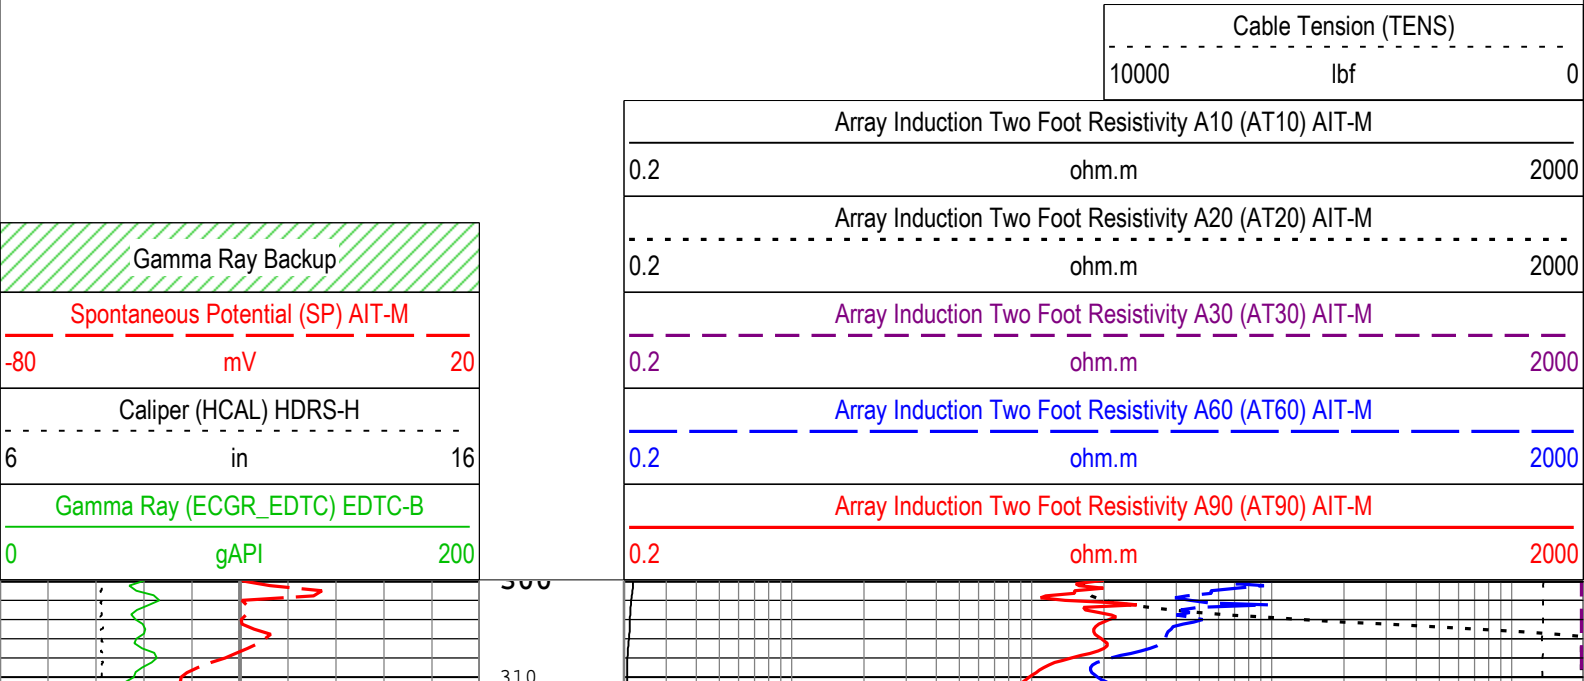 Cable Tension (TENS)
10000 lbf 0
Array Induction Two Foot Resistivity A10 (AT10) AIT-M
0.2 ohm.m 2000
Array Induction Two Foot Resistivity A20 (AT20) AIT-M
0.2 ohm.m 2000
Gamma Ray Backup
Spontaneous Potential (SP) AIT-M
-80 mV 20
Array Induction Two Foot Resistivity A30 (AT30) AIT-M
0.2 ohm.m 2000
Caliper (HCAL) HDRS-H
6 in 16
Array Induction Two Foot Resistivity A60 (AT60) AIT-M
0.2 ohm.m 2000
Gamma Ray (ECGR_EDTC) EDTC-B
0 gAPI 200
Array Induction Two Foot Resistivity A90 (AT90) AIT-M
0.2 ohm.m 2000
300
310